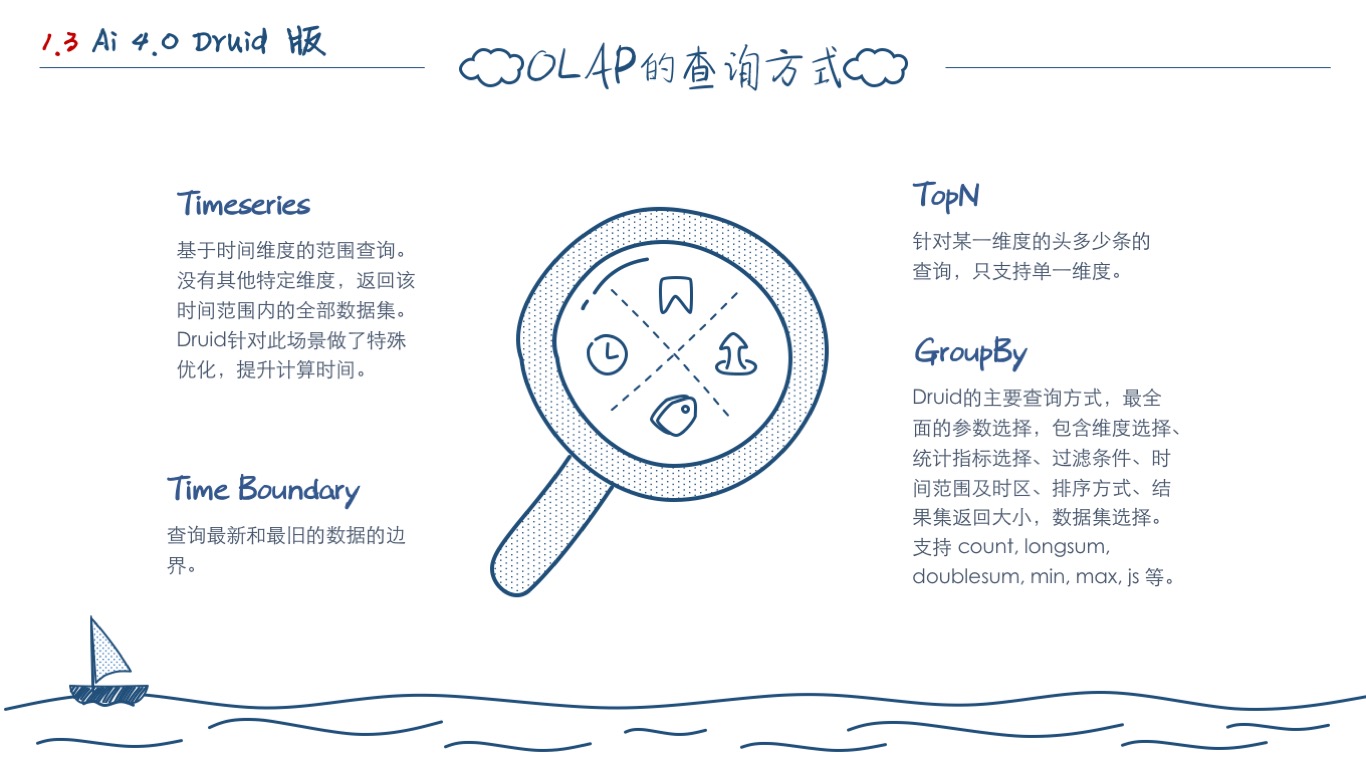 1.3 Ai 4.0 Druid 版
OLAP的查询方式
Timeseries
基于时间维度的范围查询。
没有其他特定维度，返回该
时间范围内的全部数据集。
Druid针对此场景做了特殊
优化，提升计算时间。
Time Boundary
查询最新和最旧的数据的边
界。
TopN
针对某一维度的头多少条的
查询，只支持单一维度。
GroupBy
Druid的主要查询方式，最全
面的参数选择，包含维度选择、
统计指标选择、过滤条件、时
间范围及时区、排序方式、结
果集返回大小，数据集选择。
支持 count, longsum,
doublesum, min, max, js 等。